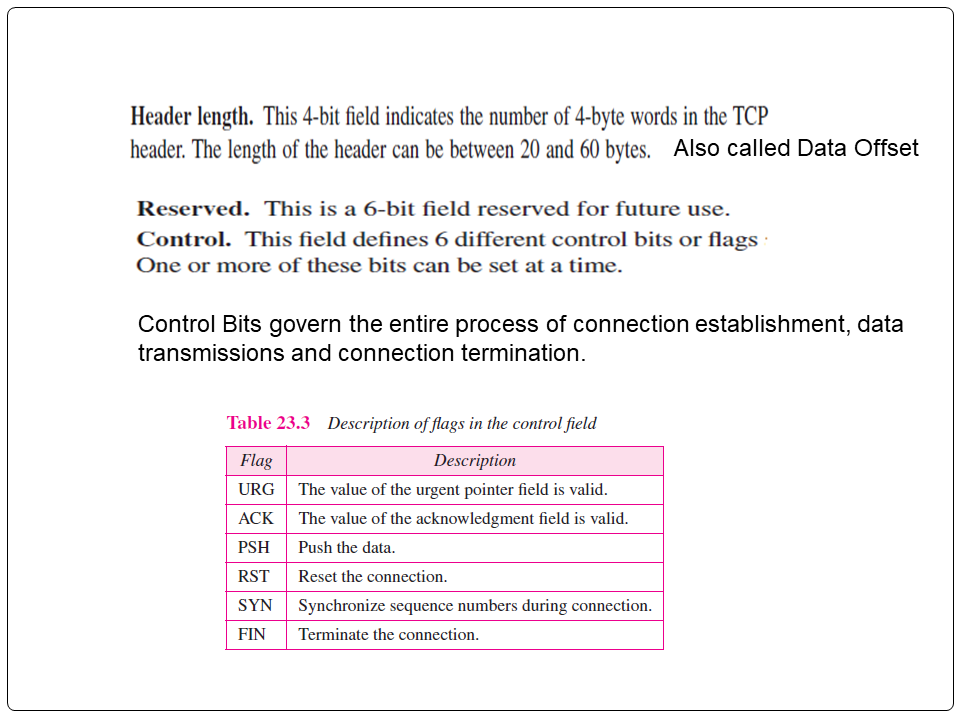 Header length. This 4-bit field indicates the number of 4-byte words in the TCP
header. The length of the header can be between 20 and 60 bytes. Also called Data Offset
Reserved. This is a 6-bit field reserved for future use.
Control. This field defines 6 different control bits or flags
One or more of these bits can be set at a time.
Control Bits govern the entire process of connection establishment, data
transmissions and connection termination.
Table 23.3 Description of flags in the control field
Flag Description
URG The value of the urgent pointer field is valid.
ACK The value of the acknowledgment field is valid.
PSH Push the data.
RST Reset the connection.
SYN Synchronize sequence numbers during connection.
FIN Terminate the connection.